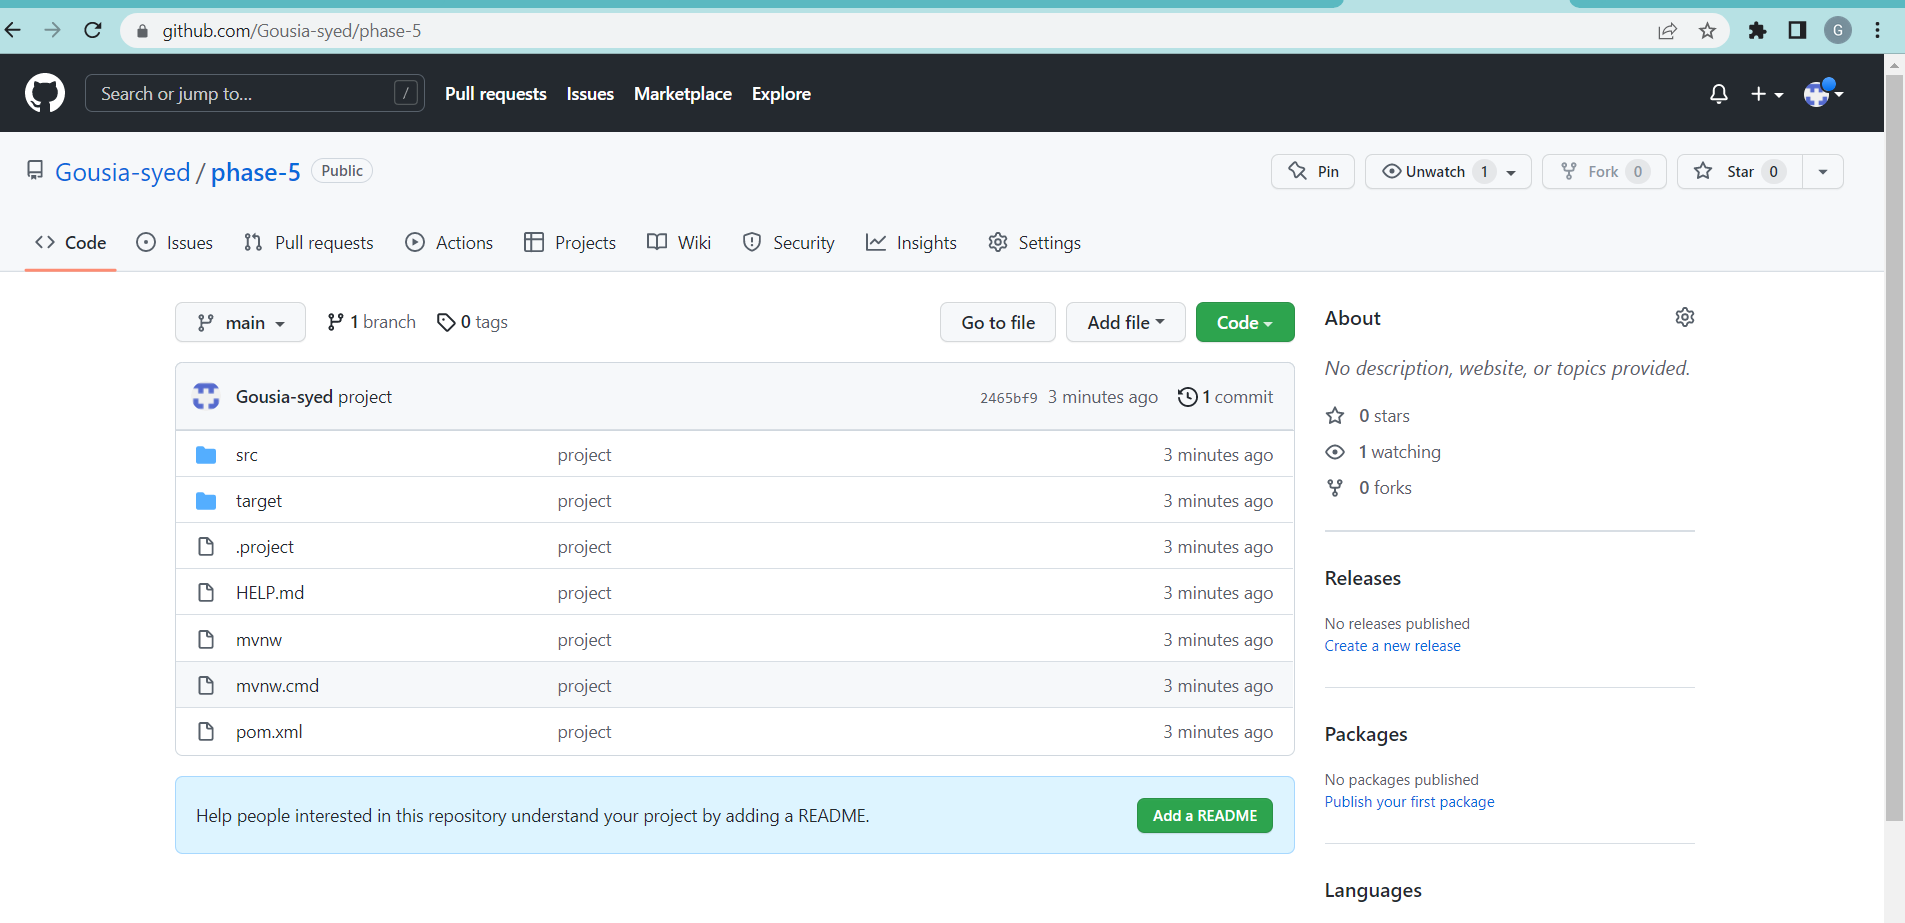 github.com/Gousia-syed/phase-5
G
Search or jump to... /
Pull requests Issues Marketplace Explore
Gousia-syed / phase-5 Public
Pin Unwatch 1 Fork 0 Star 0
Code Issues Pull requests Actions Projects Wiki Security Insights Settings
main 1 branch 0 tags Go to file Add file Code
Gousia-syed project 2465bf9 3 minutes ago 1 commit
src project 3 minutes ago
target project 3 minutes ago
.project project 3 minutes ago
HELP.md project 3 minutes ago
mvnw project 3 minutes ago
mvnw.cmd project 3 minutes ago
pom.xml project 3 minutes ago
Help people interested in this repository understand your project by adding a README. Add a README
About
No description, website, or topics provided.
0 stars
1 watching
0 forks
Releases
No releases published
Create a new release
Packages
No packages published
Publish your first package
Languages